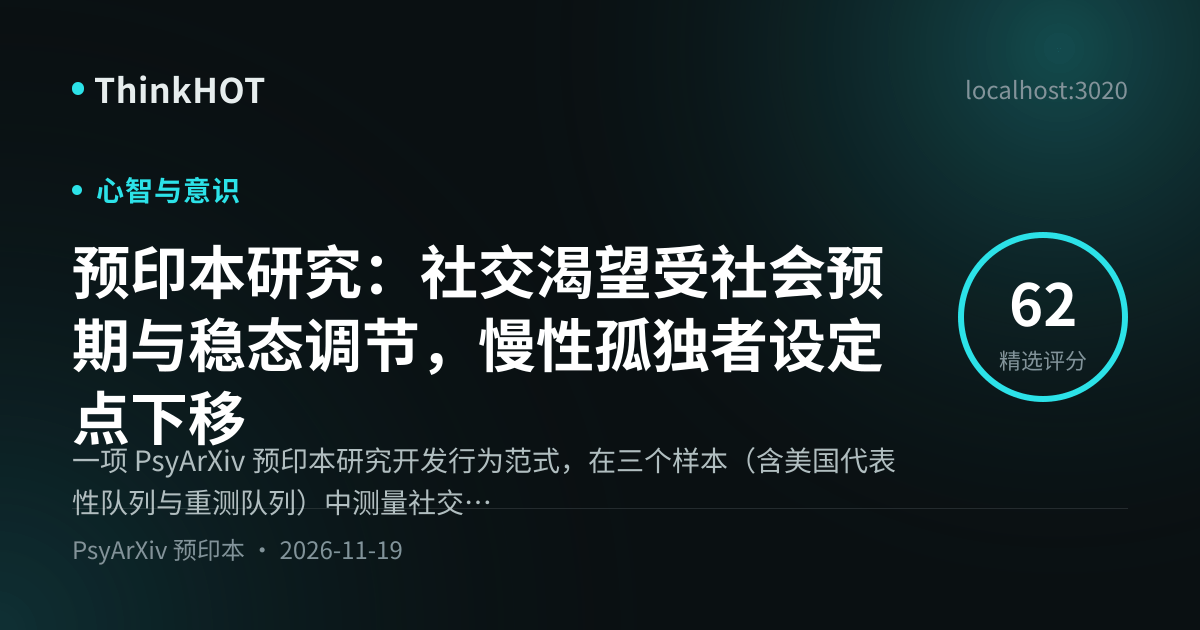 ThinkHOT
localhost:3020
心智与意识
预印本研究：社交渴望受社会预
期与稳态调节，慢性孤独者设定
点下移
62
精选评分
一项 PsyArXiv 预印本研究开发行为范式，在三个样本（含美国代表
性队列与重测队列）中测量社交…
PsyArXiv 预印本 · 2026-11-19